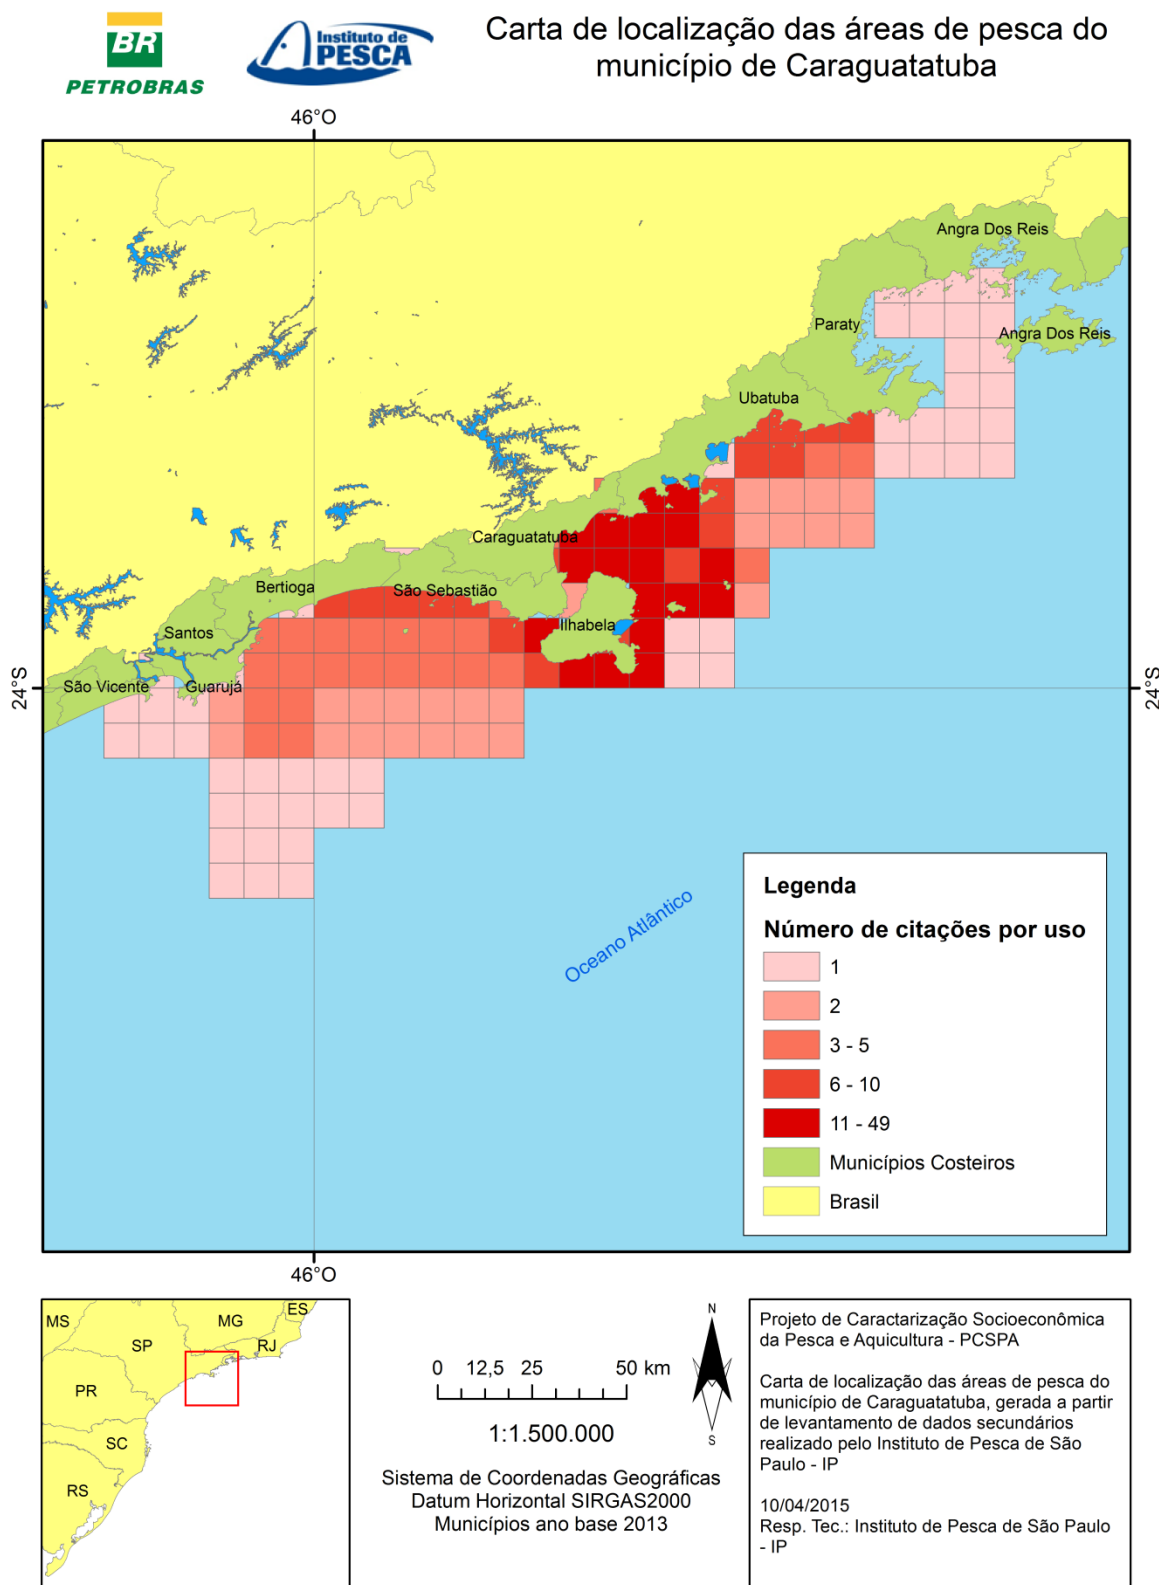 BR
PETROBRAS
Instituto de
PESCA
Carta de localização das áreas de pesca do
município de Caraguatatuba
46°O
Angra Dos Reis
Paraty
Angra Dos Reis
Ubatuba
Caraguatatuba
Bertioga
São Sebastião
Santos
Ilhabela
São Vicente
Guarujá
24°S
24°S
Oceano Atlântico
Legenda
Número de citações por uso
1
2
3 - 5
6 - 10
11 - 49
Municípios Costeiros
Brasil
46°O
MS
MG
ES
SP
RJ
PR
SC
RS
0 12,5 25 50 km
1:1.500.000
N
S
Sistema de Coordenadas Geográficas
Datum Horizontal SIRGAS2000
Municípios ano base 2013
Projeto de Caractarização Socioeconômica
da Pesca e Aquicultura - PCSPA
Carta de localização das áreas de pesca do
município de Caraguatatuba, gerada a partir
de levantamento de dados secundários
realizado pelo Instituto de Pesca de São
Paulo - IP
10/04/2015
Resp. Tec.: Instituto de Pesca de São Paulo
- IP